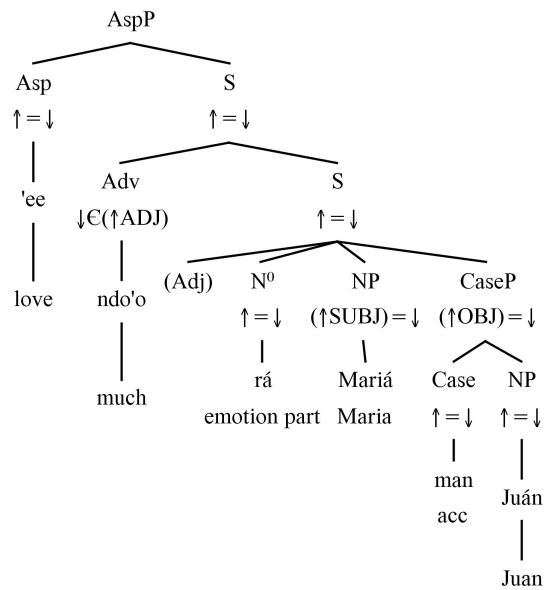 AspP
Asp S
↑=↓ ↑=↓
'ee Adv S
↓Є(↑ADJ) ↑=↓
love ndo'o (Adj) N⁰ NP CaseP
↑=↓ (↑SUBJ)=↓ (↑OBJ)=↓
much rá Mariá Case NP
emotion part Maria ↑=↓ ↑=↓
man Juán
acc
Juan